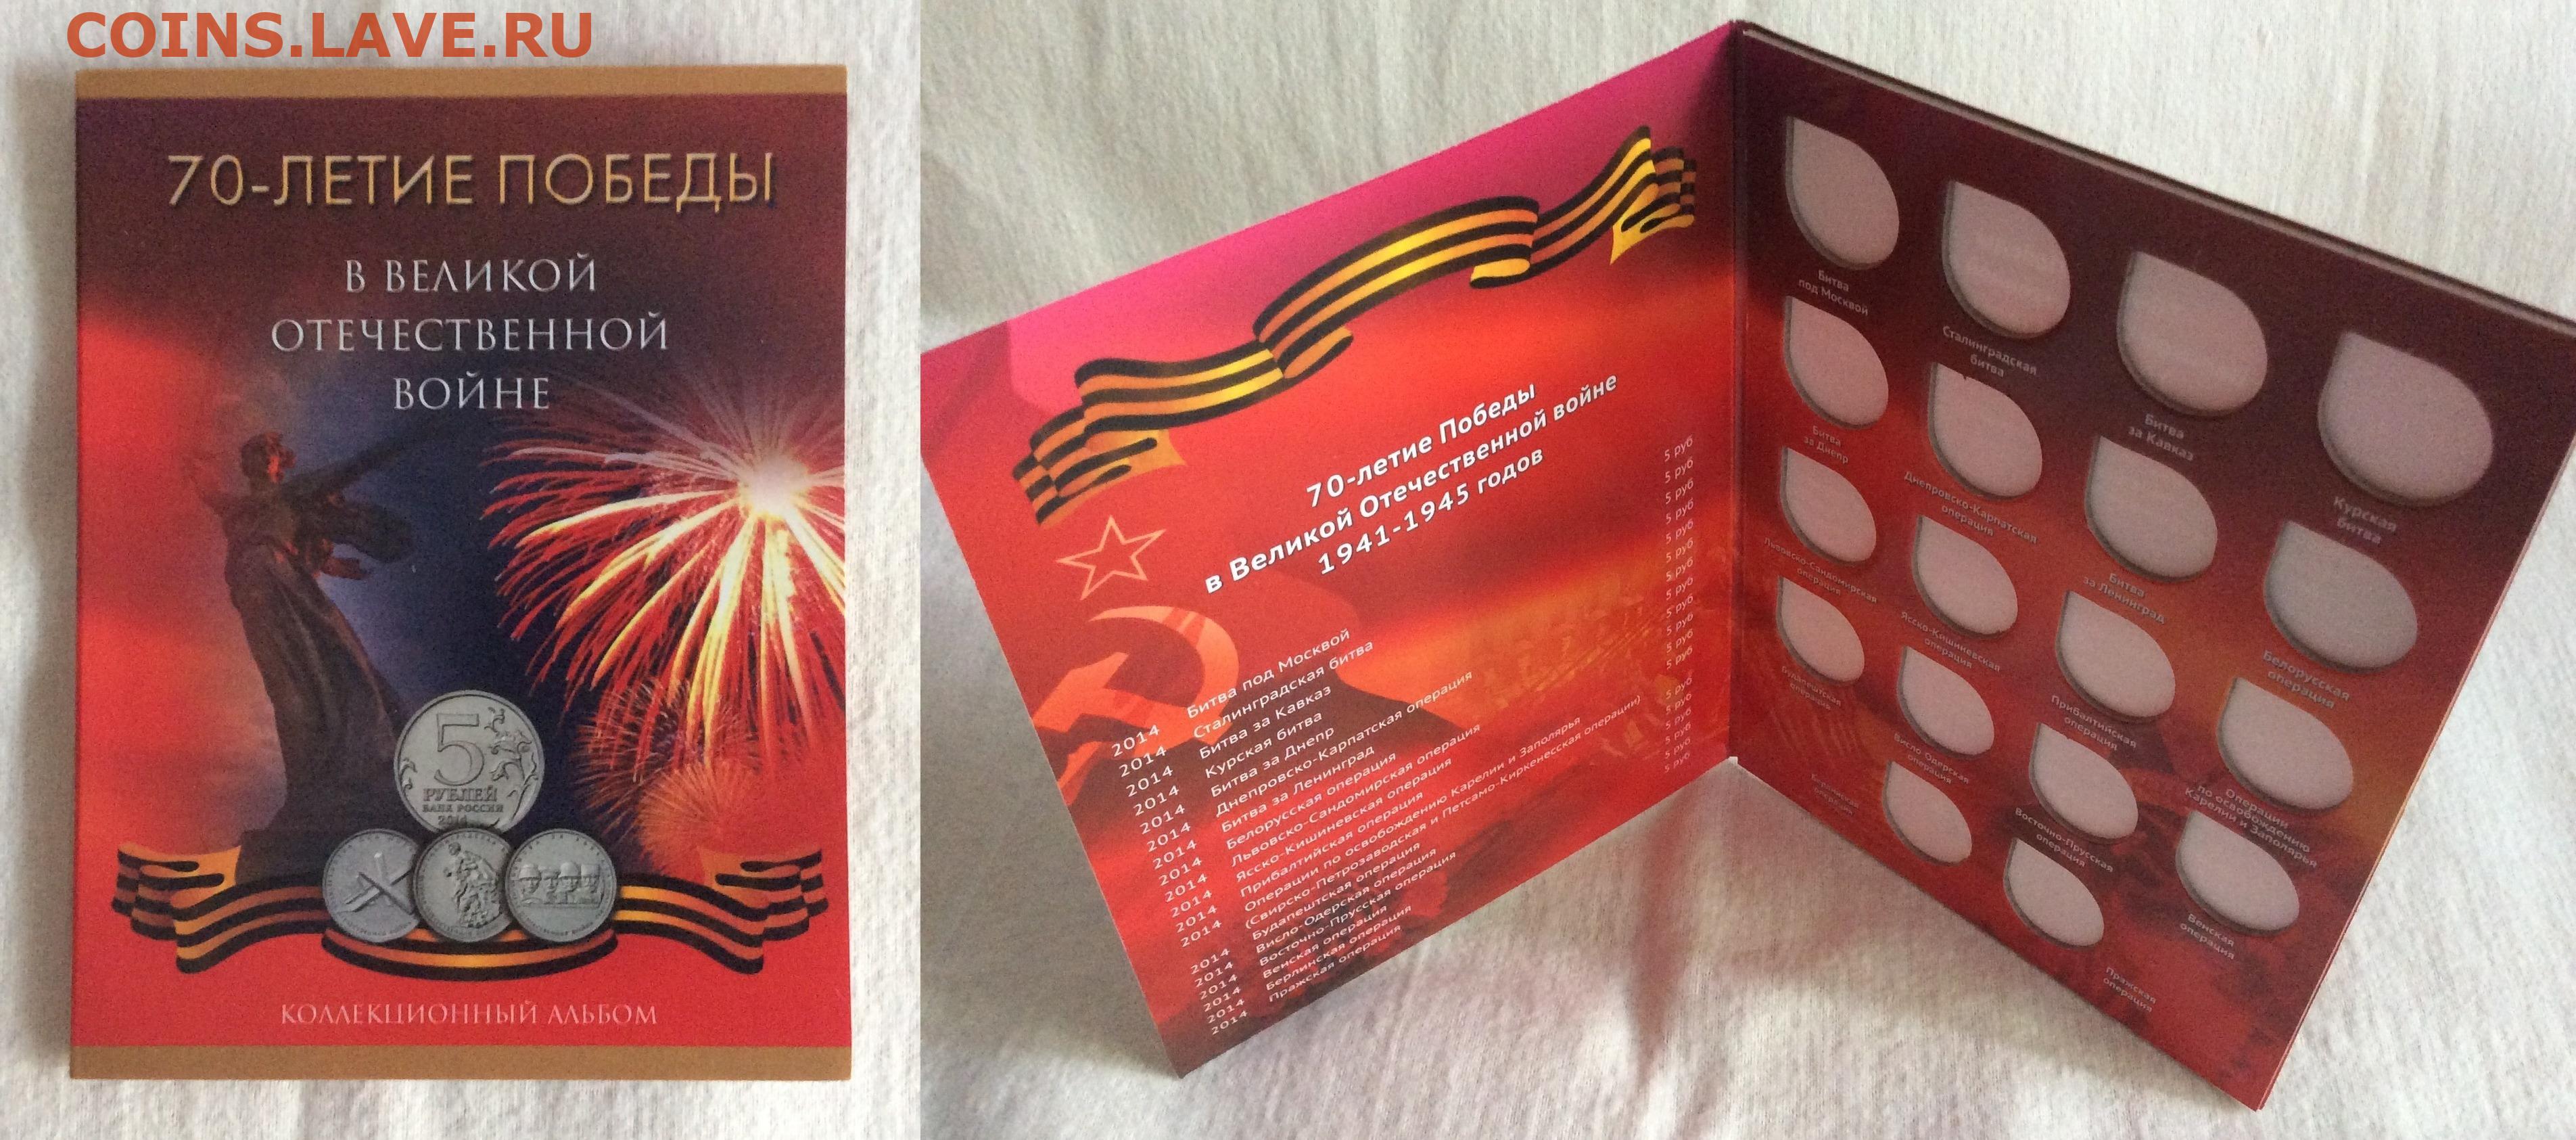 COINS.LAVE.RU
70-ЛЕТИЕ ПОБЕДЫ
В ВЕЛИКОЙ
ОТЕЧЕСТВЕННОЙ
ВОЙНЕ
5
РУБЛЕЙ
БАНК РОССИИ
2014
КОЛЛЕКЦИОННЫЙ АЛЬБОМ
70-летие Победы
в Великой Отечественной войне
1941-1945 годов
2014 Битва под Москвой 5 руб
2014 Сталинградская битва 5 руб
2014 Битва за Кавказ 5 руб
2014 Курская битва 5 руб
2014 Битва за Днепр 5 руб
2014 Днепровско-Карпатская операция 5 руб
2014 Битва за Ленинград 5 руб
2014 Белорусская операция 5 руб
2014 Львовско-Сандомирская операция 5 руб
2014 Ясско-Кишиневская операция 5 руб
2014 Прибалтийская операция 5 руб
2014 Операции по освобождению Карелии и Заполярья
(Свирско-Петрозаводская и Петсамо-Киркенесская операции) 5 руб
2014 Будапештская операция 5 руб
2014 Висло-Одерская операция 5 руб
2014 Восточно-Прусская операция 5 руб
2014 Венская операция 5 руб
2014 Берлинская операция 5 руб
2014 Пражская операция 5 руб
Битва
под Москвой
Сталинградская
битва
Битва
за Кавказ
Курская
битва
Битва
за Днепр
Днепровско-Карпатская
операция
Битва
за Ленинград
Белорусская
операция
Львовско-Сандомирская
операция
Ясско-Кишиневская
операция
Прибалтийская
операция
Операции
по освобождению
Карелии и Заполярья
Будапештская
операция
Висло-Одерская
операция
Восточно-Прусская
операция
Венская
операция
Берлинская
операция
Пражская
операция